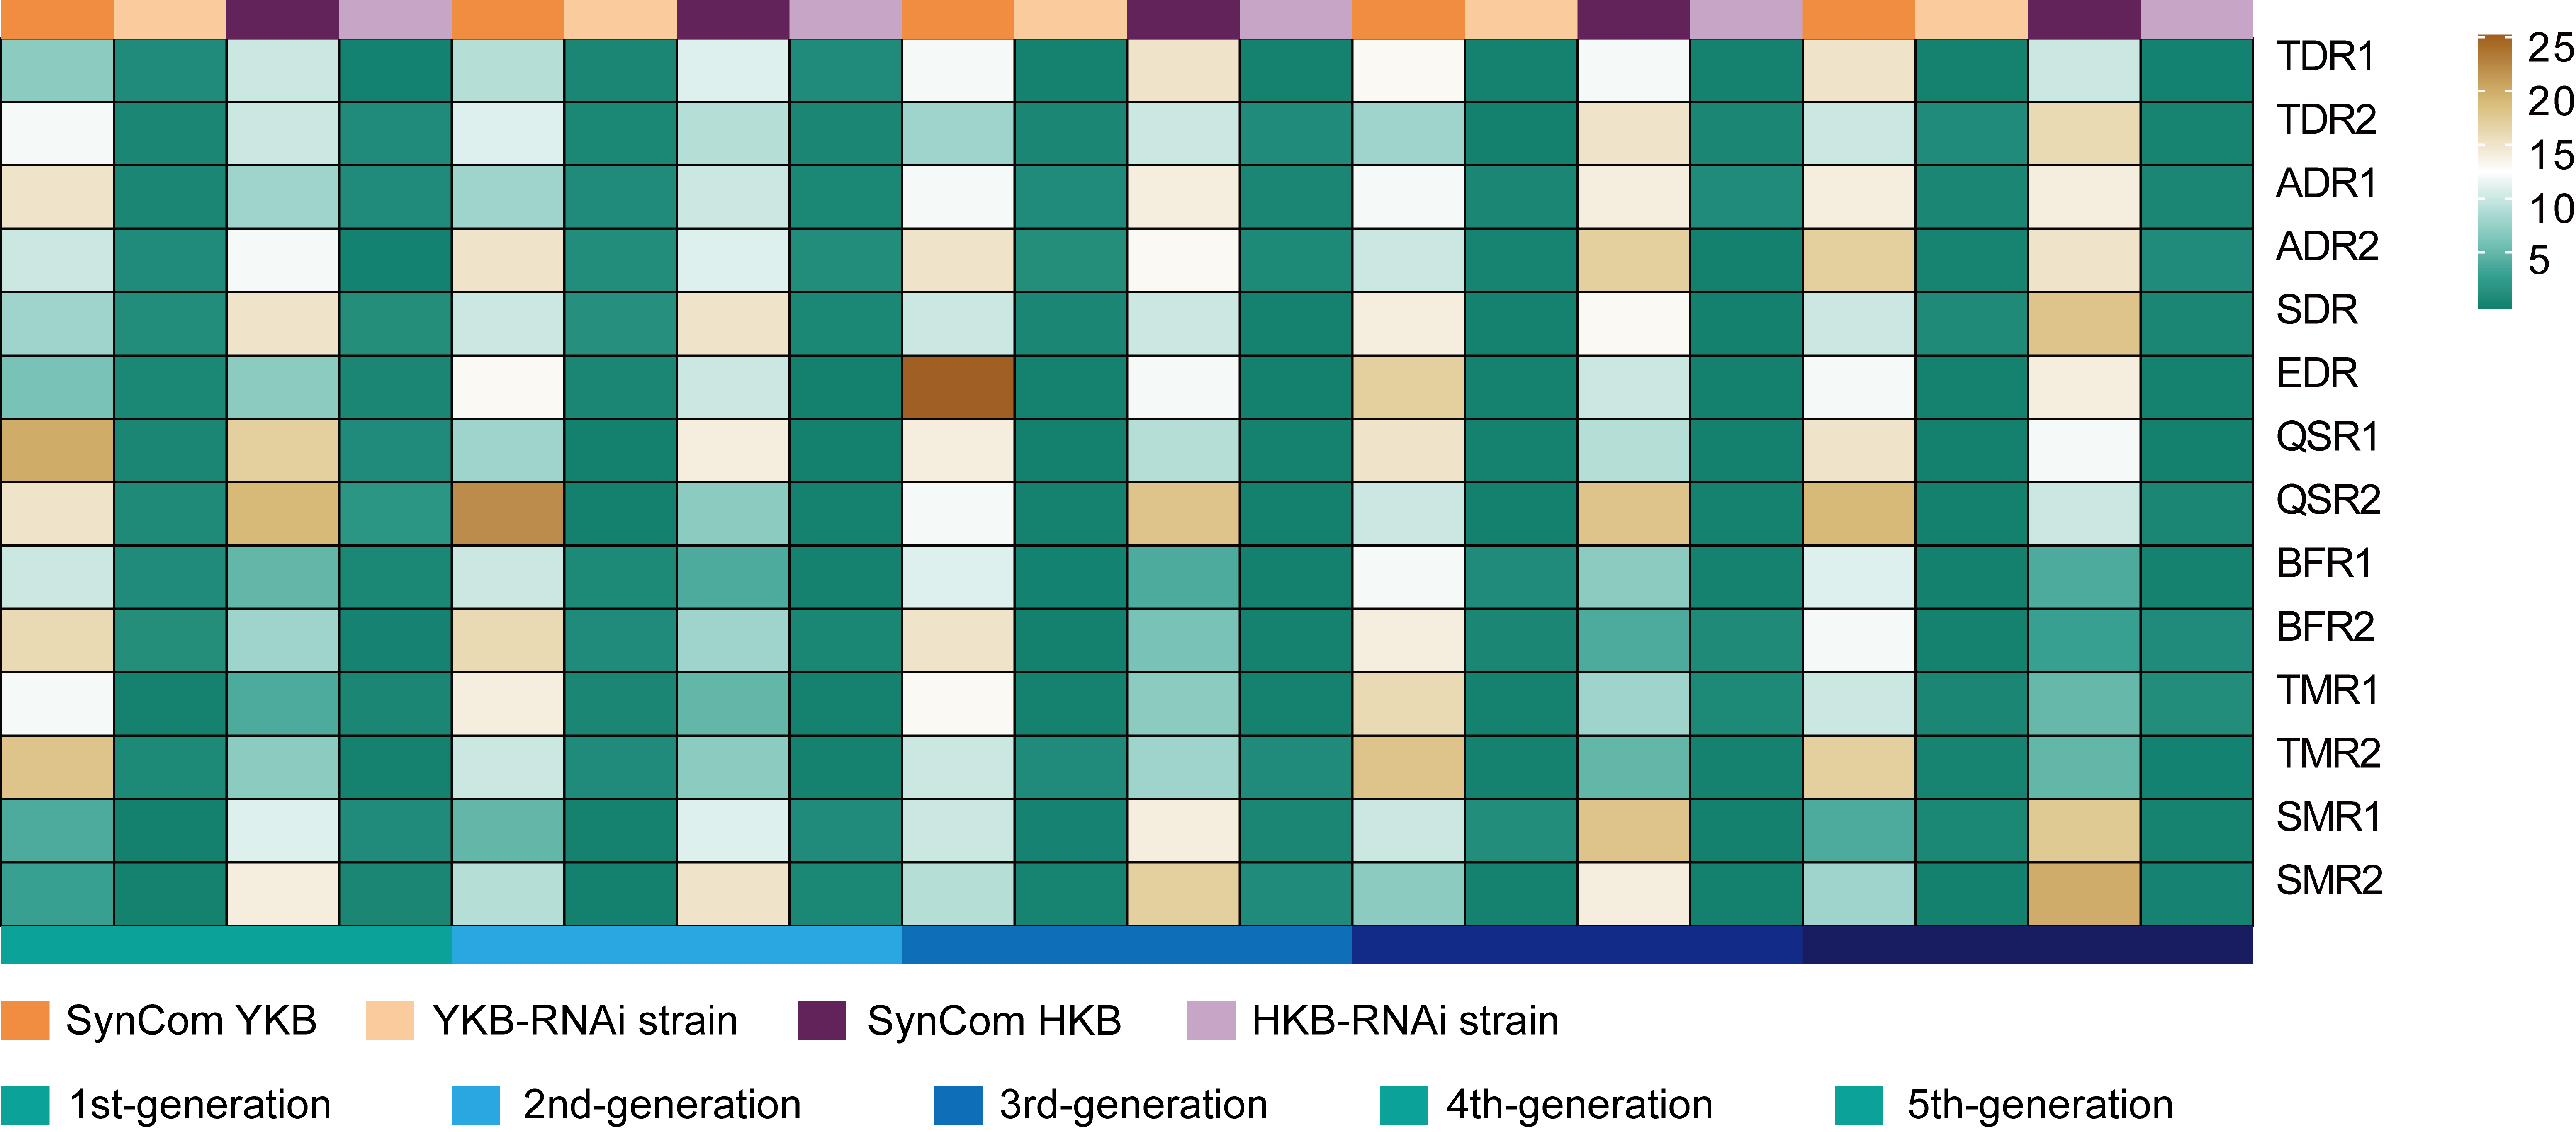 TDR1
TDR2
ADR1
ADR2
SDR
EDR
QSR1
QSR2
BFR1
BFR2
TMR1
TMR2
SMR1
SMR2
25
20
15
10
5
SynCom YKB YKB-RNAi strain SynCom HKB HKB-RNAi strain
1st-generation 2nd-generation 3rd-generation 4th-generation 5th-generation